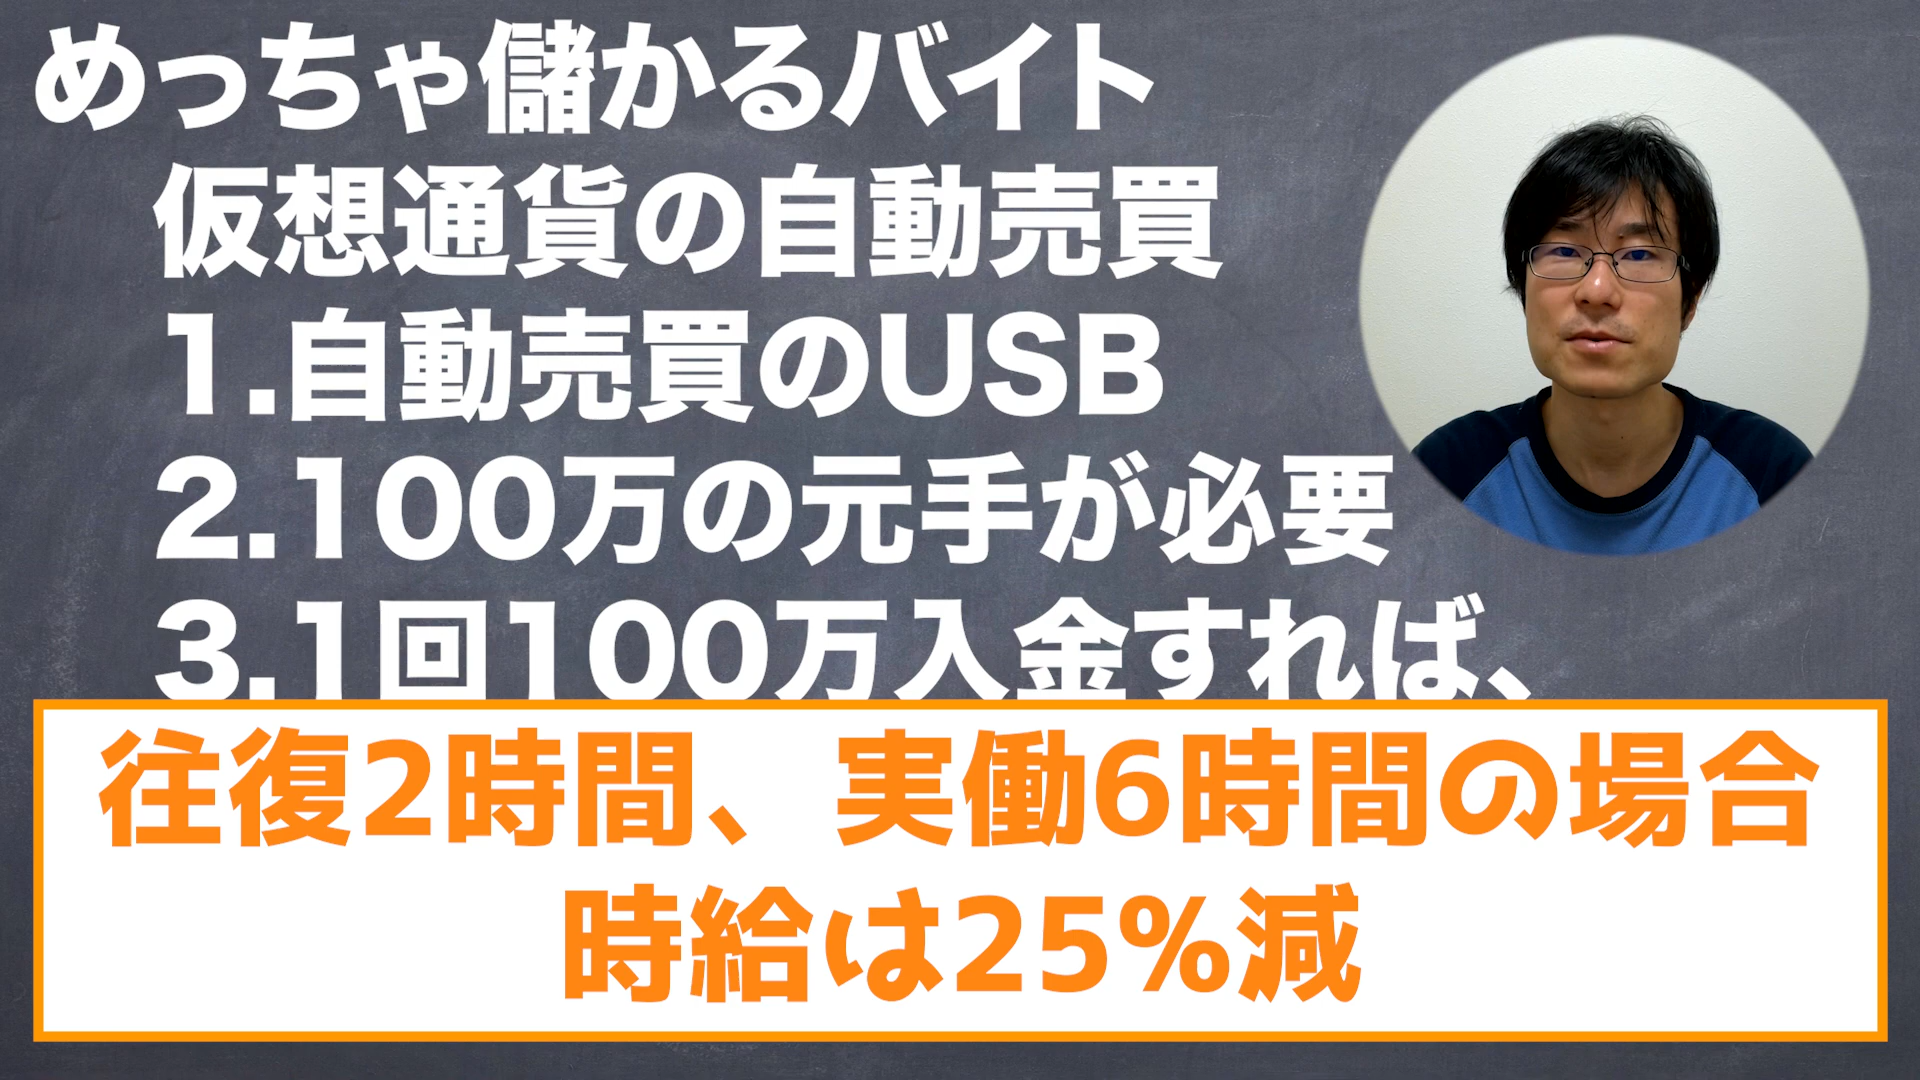 めっちゃ儲かるバイト
仮想通貨の自動売買
1.自動売買のUSB
2.100万の元手が必要
3.1回100万入金すれば、
往復2時間、実働6時間の場合
時給は25%減